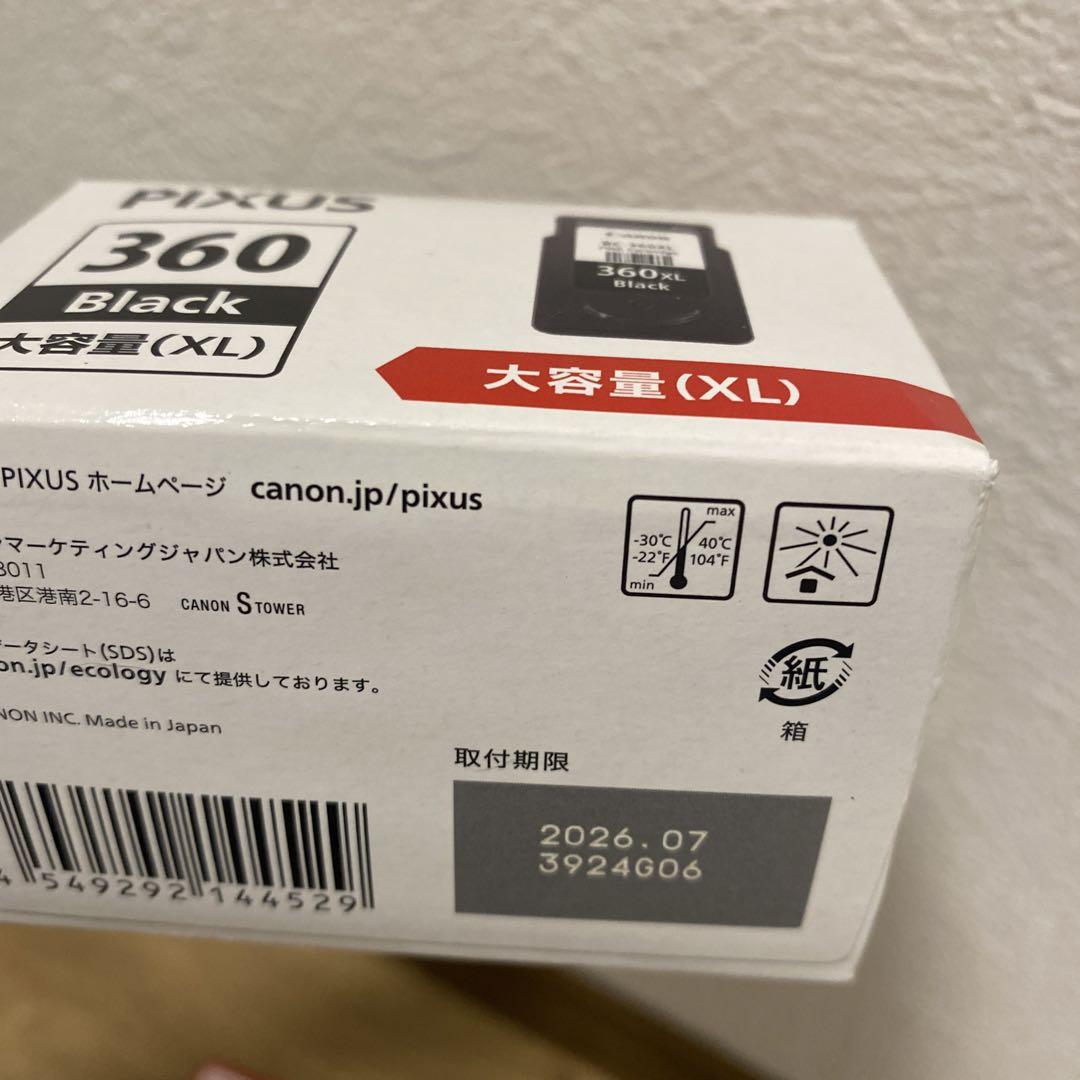 PIXUS
360
Black
大容量(XL)
Canon
BC-360XL
360XL
Black
大容量(XL)
PIXUS ホームページ canon.jp/pixus
マーケティングジャパン株式会社
8011
港区港南2-16-6 CANON S TOWER
データシート(SDS)は
on.jp/ecology にて提供しております。
NON INC. Made in Japan
max
-30℃ 40℃
-22°F 104°F
min
紙
箱
取付期限
2026.07
3924G06
4 549292 144529